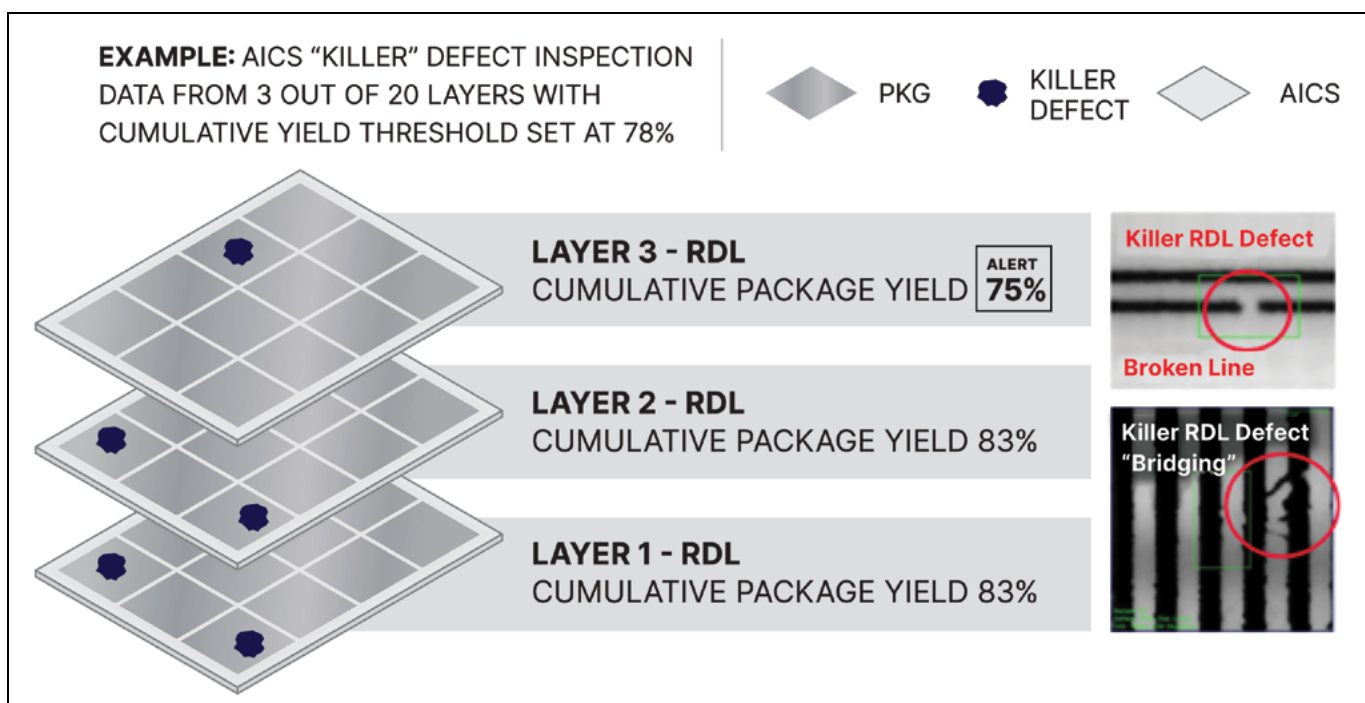 EXAMPLE: AICS “KILLER” DEFECT INSPECTION
DATA FROM 3 OUT OF 20 LAYERS WITH
CUMULATIVE YIELD THRESHOLD SET AT 78%
PKG
KILLER
DEFECT
AICS
LAYER 3 - RDL
CUMULATIVE PACKAGE YIELD
ALERT
75%
LAYER 2 - RDL
CUMULATIVE PACKAGE YIELD 83%
LAYER 1 - RDL
CUMULATIVE PACKAGE YIELD 83%
Killer RDL Defect
Broken Line
Killer RDL Defect
“Bridging”